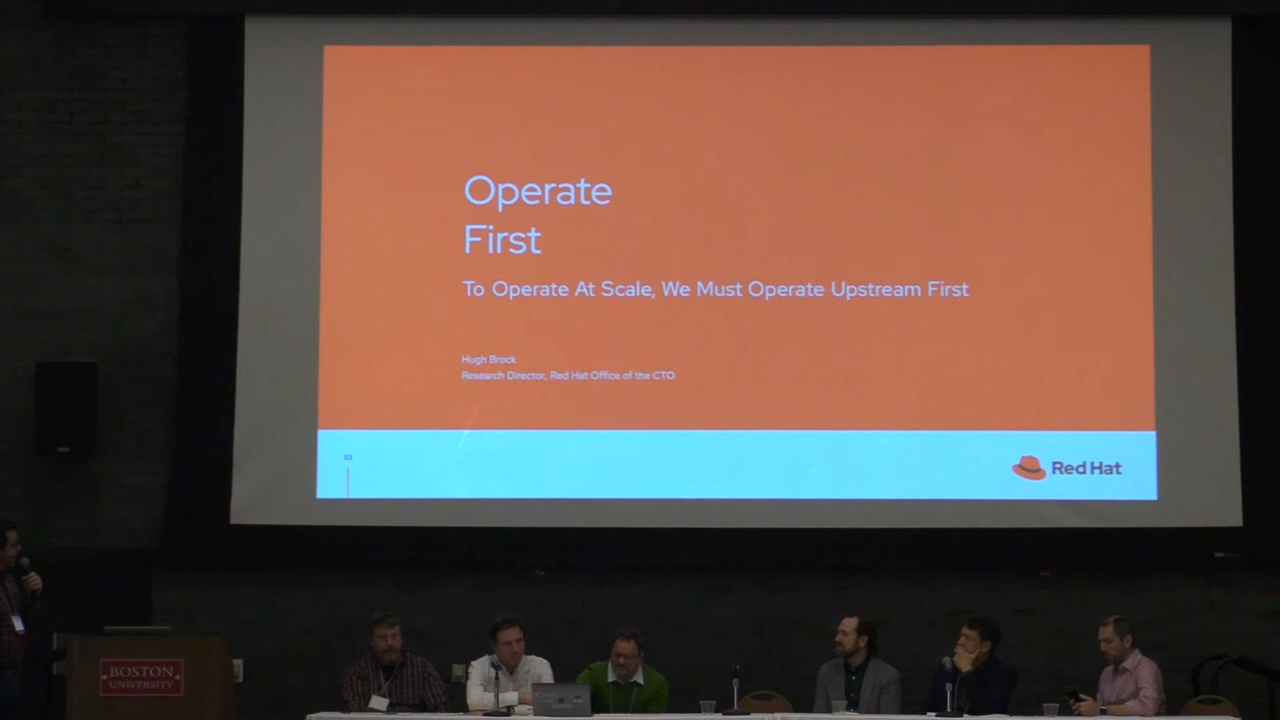 Operate
First
To Operate At Scale, We Must Operate Upstream First
Hugh Brock
Research Director, Red Hat Office of the CTO
Red Hat
BOSTON
UNIVERSITY